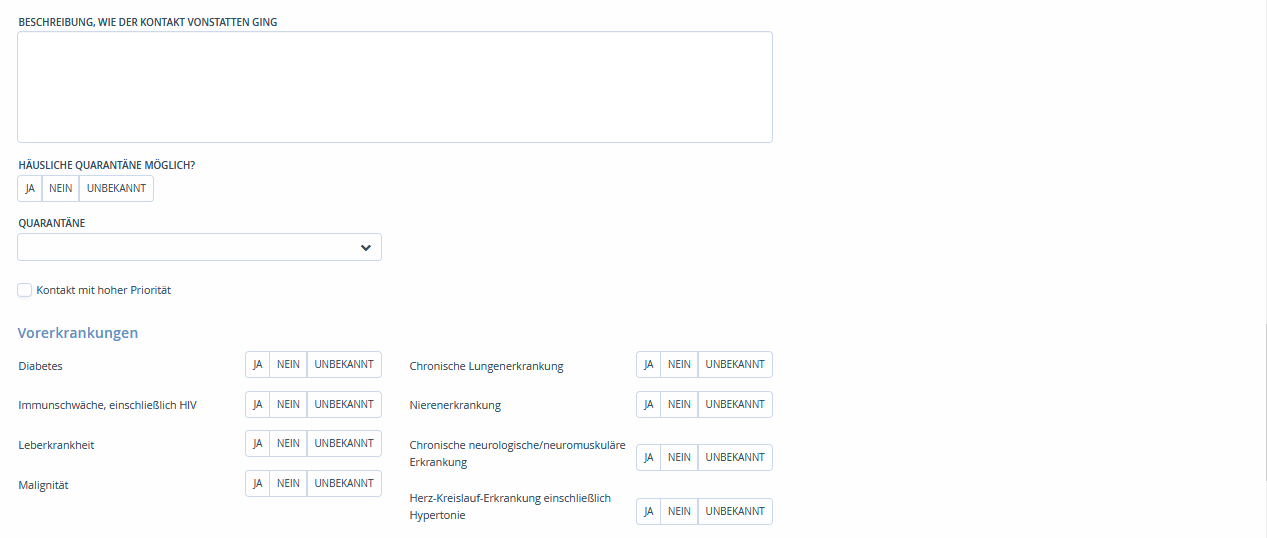 BESCHREIBUNG, WIE DER KONTAKT VONSTATTEN GING
HÄUSLICHE QUARANTÄNE MÖGLICH?
JA NEIN UNBEKANNT
QUARANTÄNE
Kontakt mit hoher Priorität
Vorerkrankungen
Diabetes JA NEIN UNBEKANNT
Immunschwäche, einschließlich HIV JA NEIN UNBEKANNT
Leberkrankheit JA NEIN UNBEKANNT
Malignität JA NEIN UNBEKANNT
Chronische Lungenerkrankung JA NEIN UNBEKANNT
Nierenerkrankung JA NEIN UNBEKANNT
Chronische neurologische/neuromuskuläre
Erkrankung JA NEIN UNBEKANNT
Herz-Kreislauf-Erkrankung einschließlich
Hypertonie JA NEIN UNBEKANNT